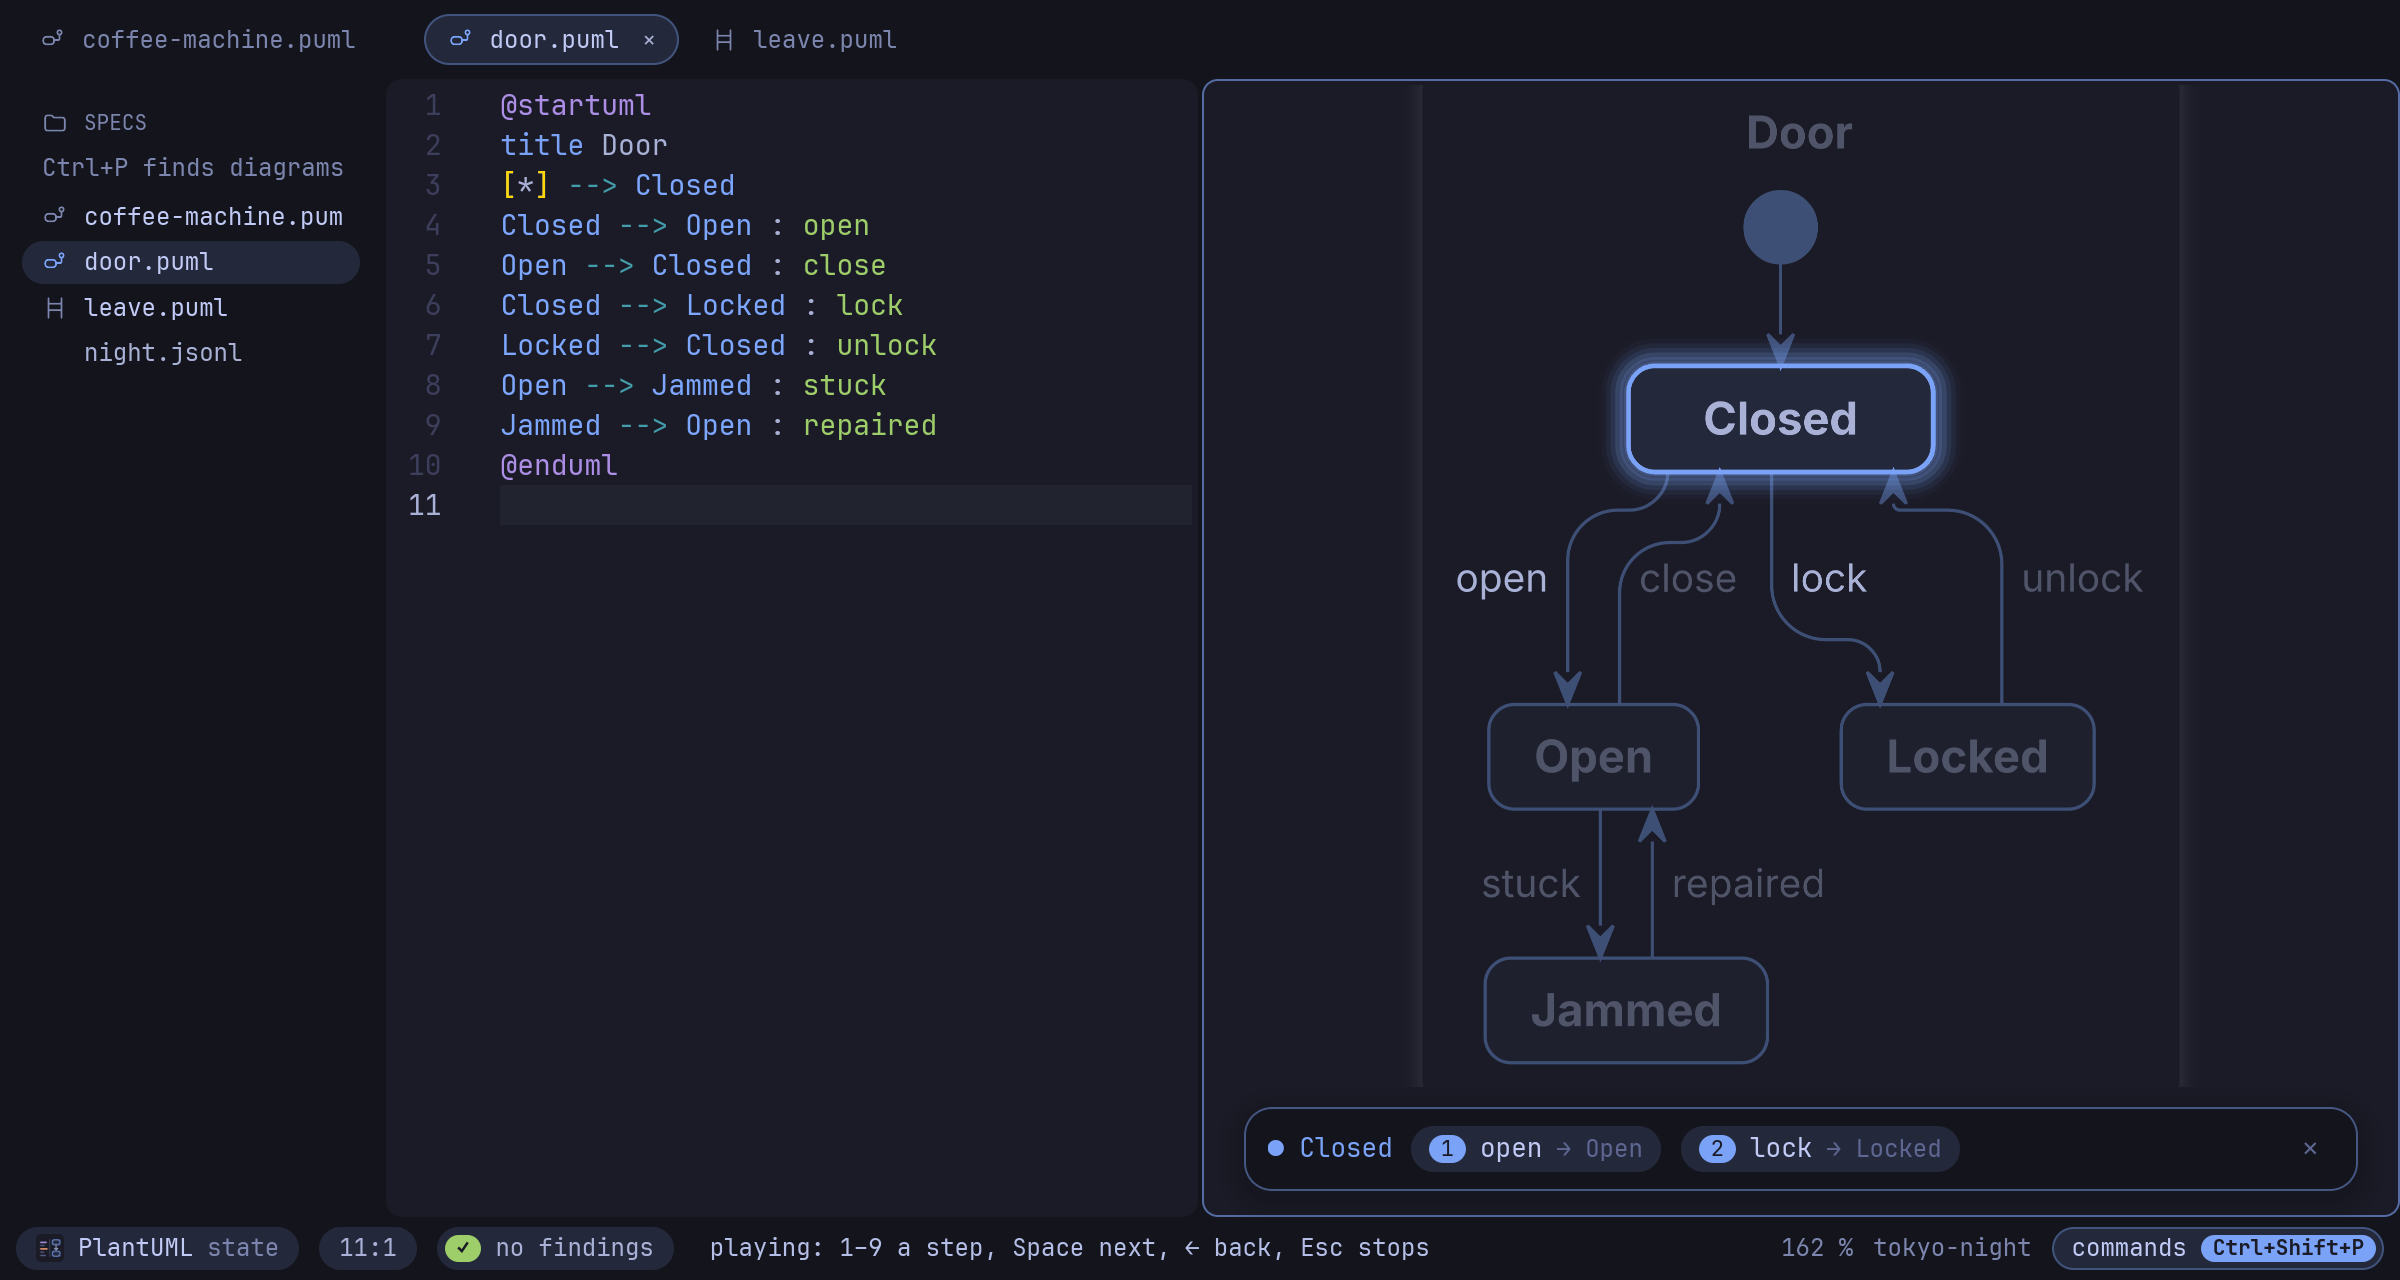 coffee-machine.puml
door.puml ×
leave.puml
SPECS
Ctrl+P finds diagrams
coffee-machine.pum
door.puml
leave.puml
night.jsonl
1 @startuml
2 title Door
3 [*] --> Closed
4 Closed --> Open : open
5 Open --> Closed : close
6 Closed --> Locked : lock
7 Locked --> Closed : unlock
8 Open --> Jammed : stuck
9 Jammed --> Open : repaired
10 @enduml
11
Door
Closed
open close lock unlock
Open Locked
stuck repaired
Jammed
Closed 1 open → Open 2 lock → Locked ×
PlantUML state 11:1 no findings playing: 1–9 a step, Space next, ← back, Esc stops 162 % tokyo-night commands Ctrl+Shift+P